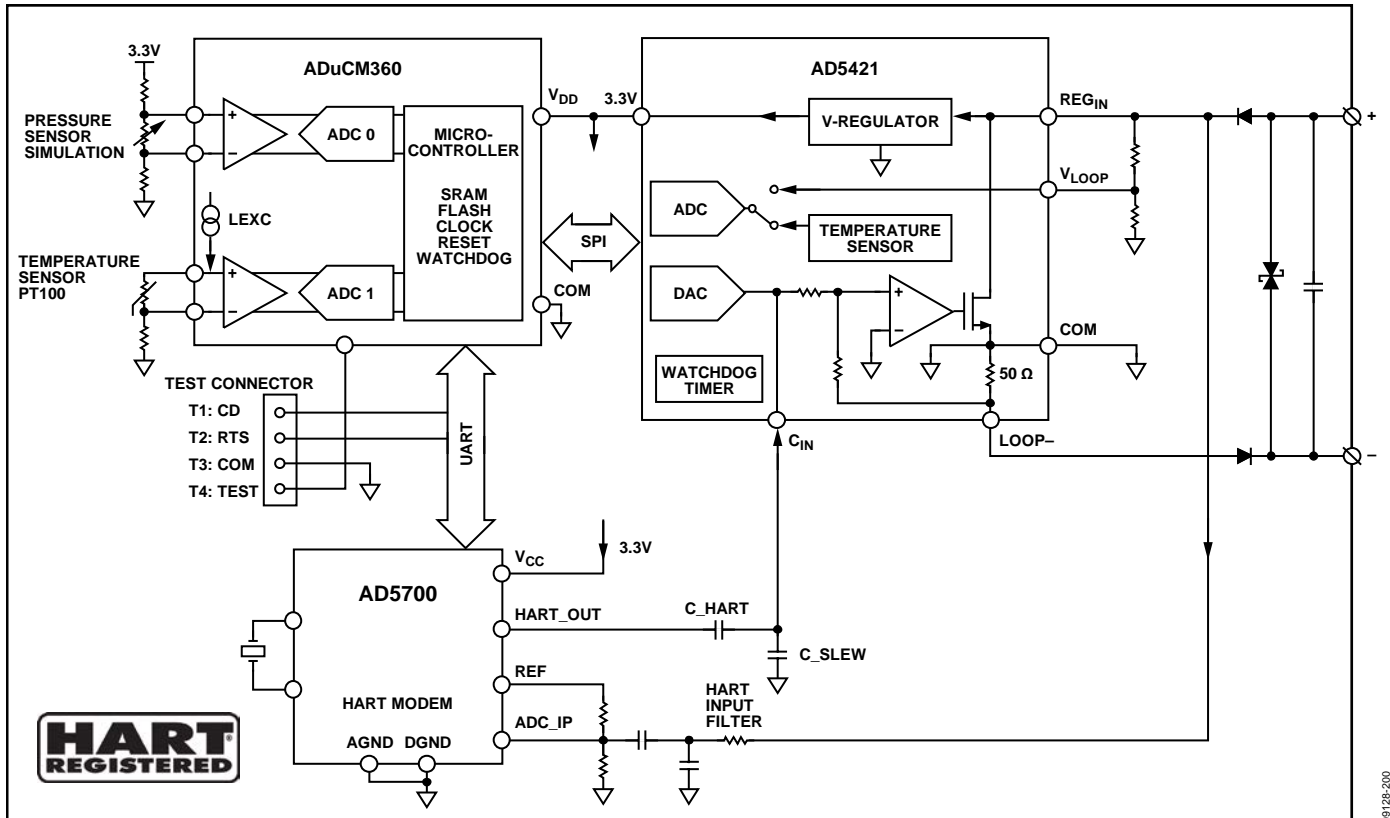 3.3V
PRESSURE
SENSOR
SIMULATION
ADuCM360
+
−
ADC 0
MICRO-
CONTROLLER
SRAM
FLASH
CLOCK
RESET
WATCHDOG
LEXC
TEMPERATURE
SENSOR
PT100
+
−
ADC 1
VDD
3.3V
COM
SPI
AD5421
V-REGULATOR
ADC
TEMPERATURE
SENSOR
DAC
+
−
WATCHDOG
TIMER
50 Ω
REGIN
VLOOP
COM
CIN
LOOP−
+
−
TEST CONNECTOR
T1: CD
T2: RTS
T3: COM
T4: TEST
UART
AD5700
HART MODEM
VCC
3.3V
HART_OUT
REF
ADC_IP
AGND DGND
C_HART
C_SLEW
HART
INPUT
FILTER
HART®
REGISTERED
09128-200